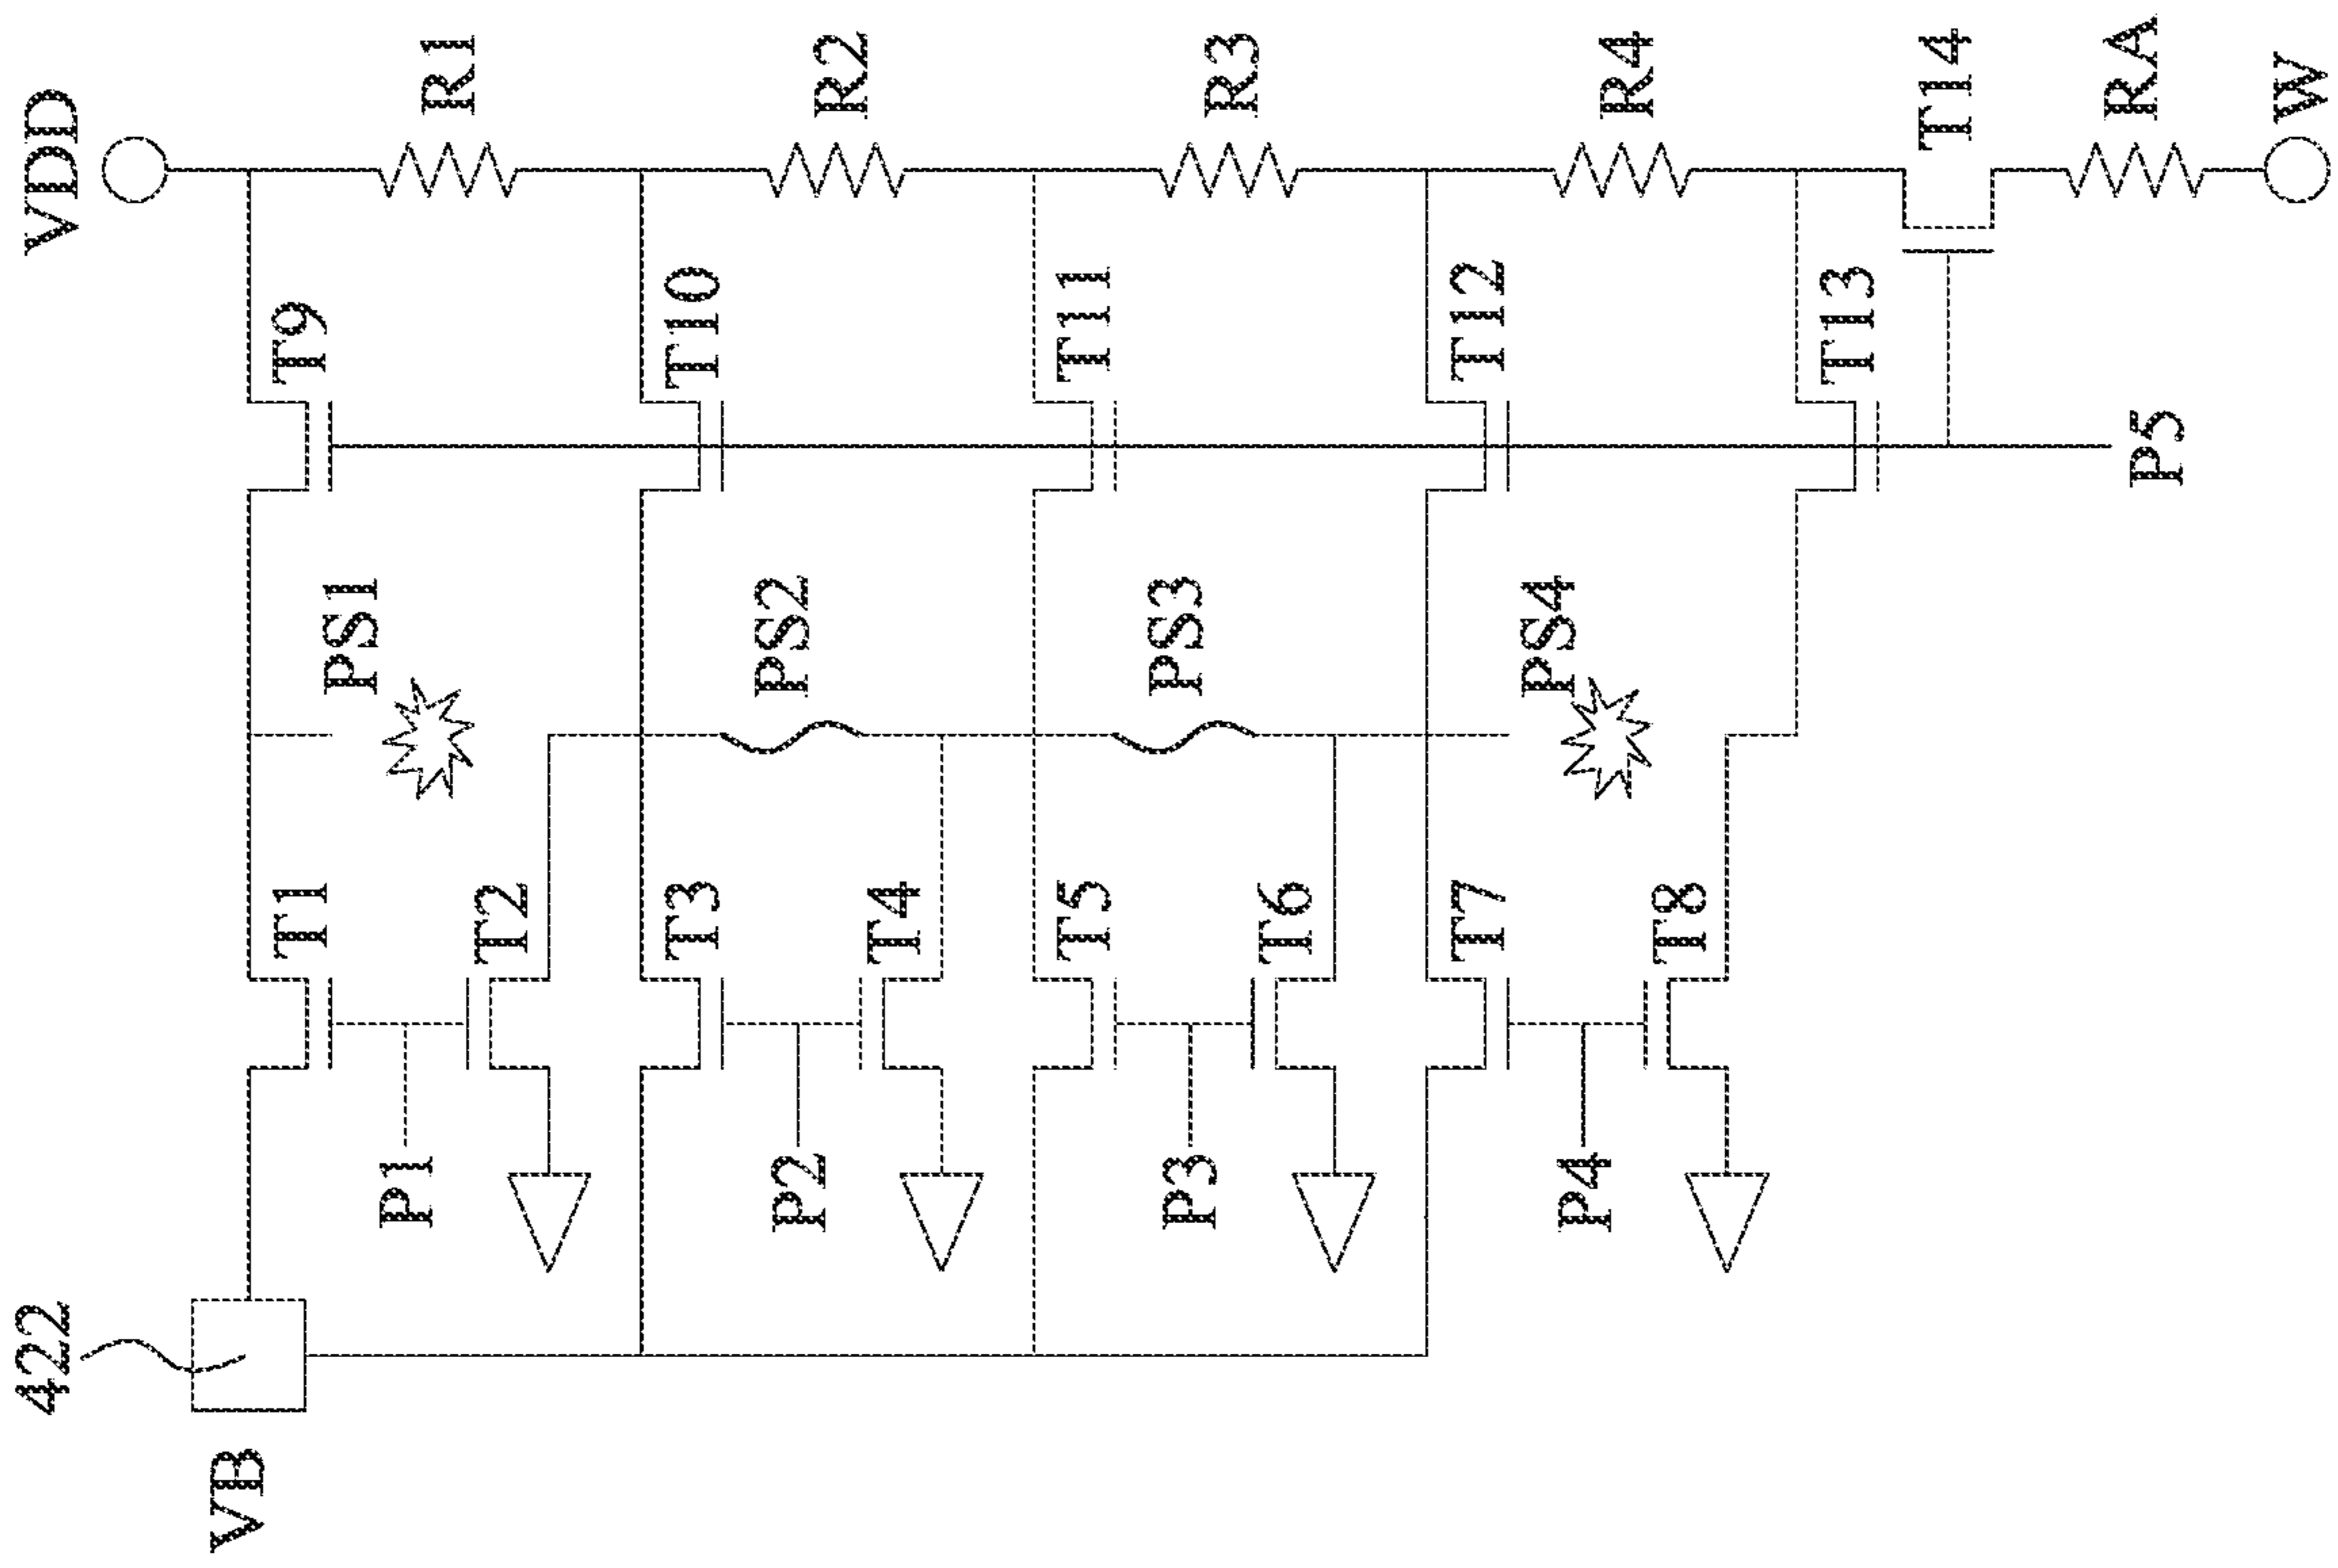 VDD
R1
R2
R3
R4
T14
RA
W
T9
T10
T11
T12
T13
P5
PS1
PS2
PS3
PS4
T1
T2
T3
T4
T5
T6
T7
T8
P1
P2
P3
P4
422
VB